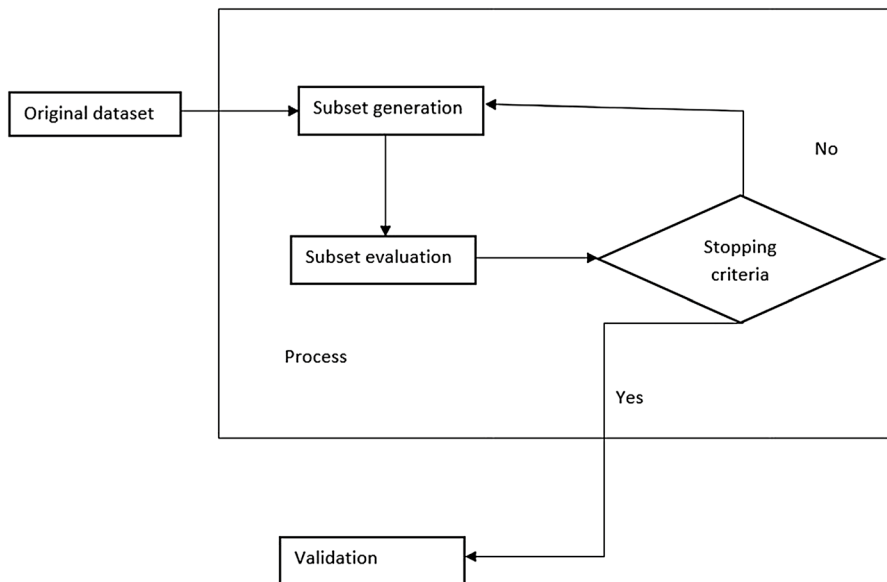 Original dataset
Subset generation
No
Subset evaluation
Stopping
criteria
Process
Yes
Validation